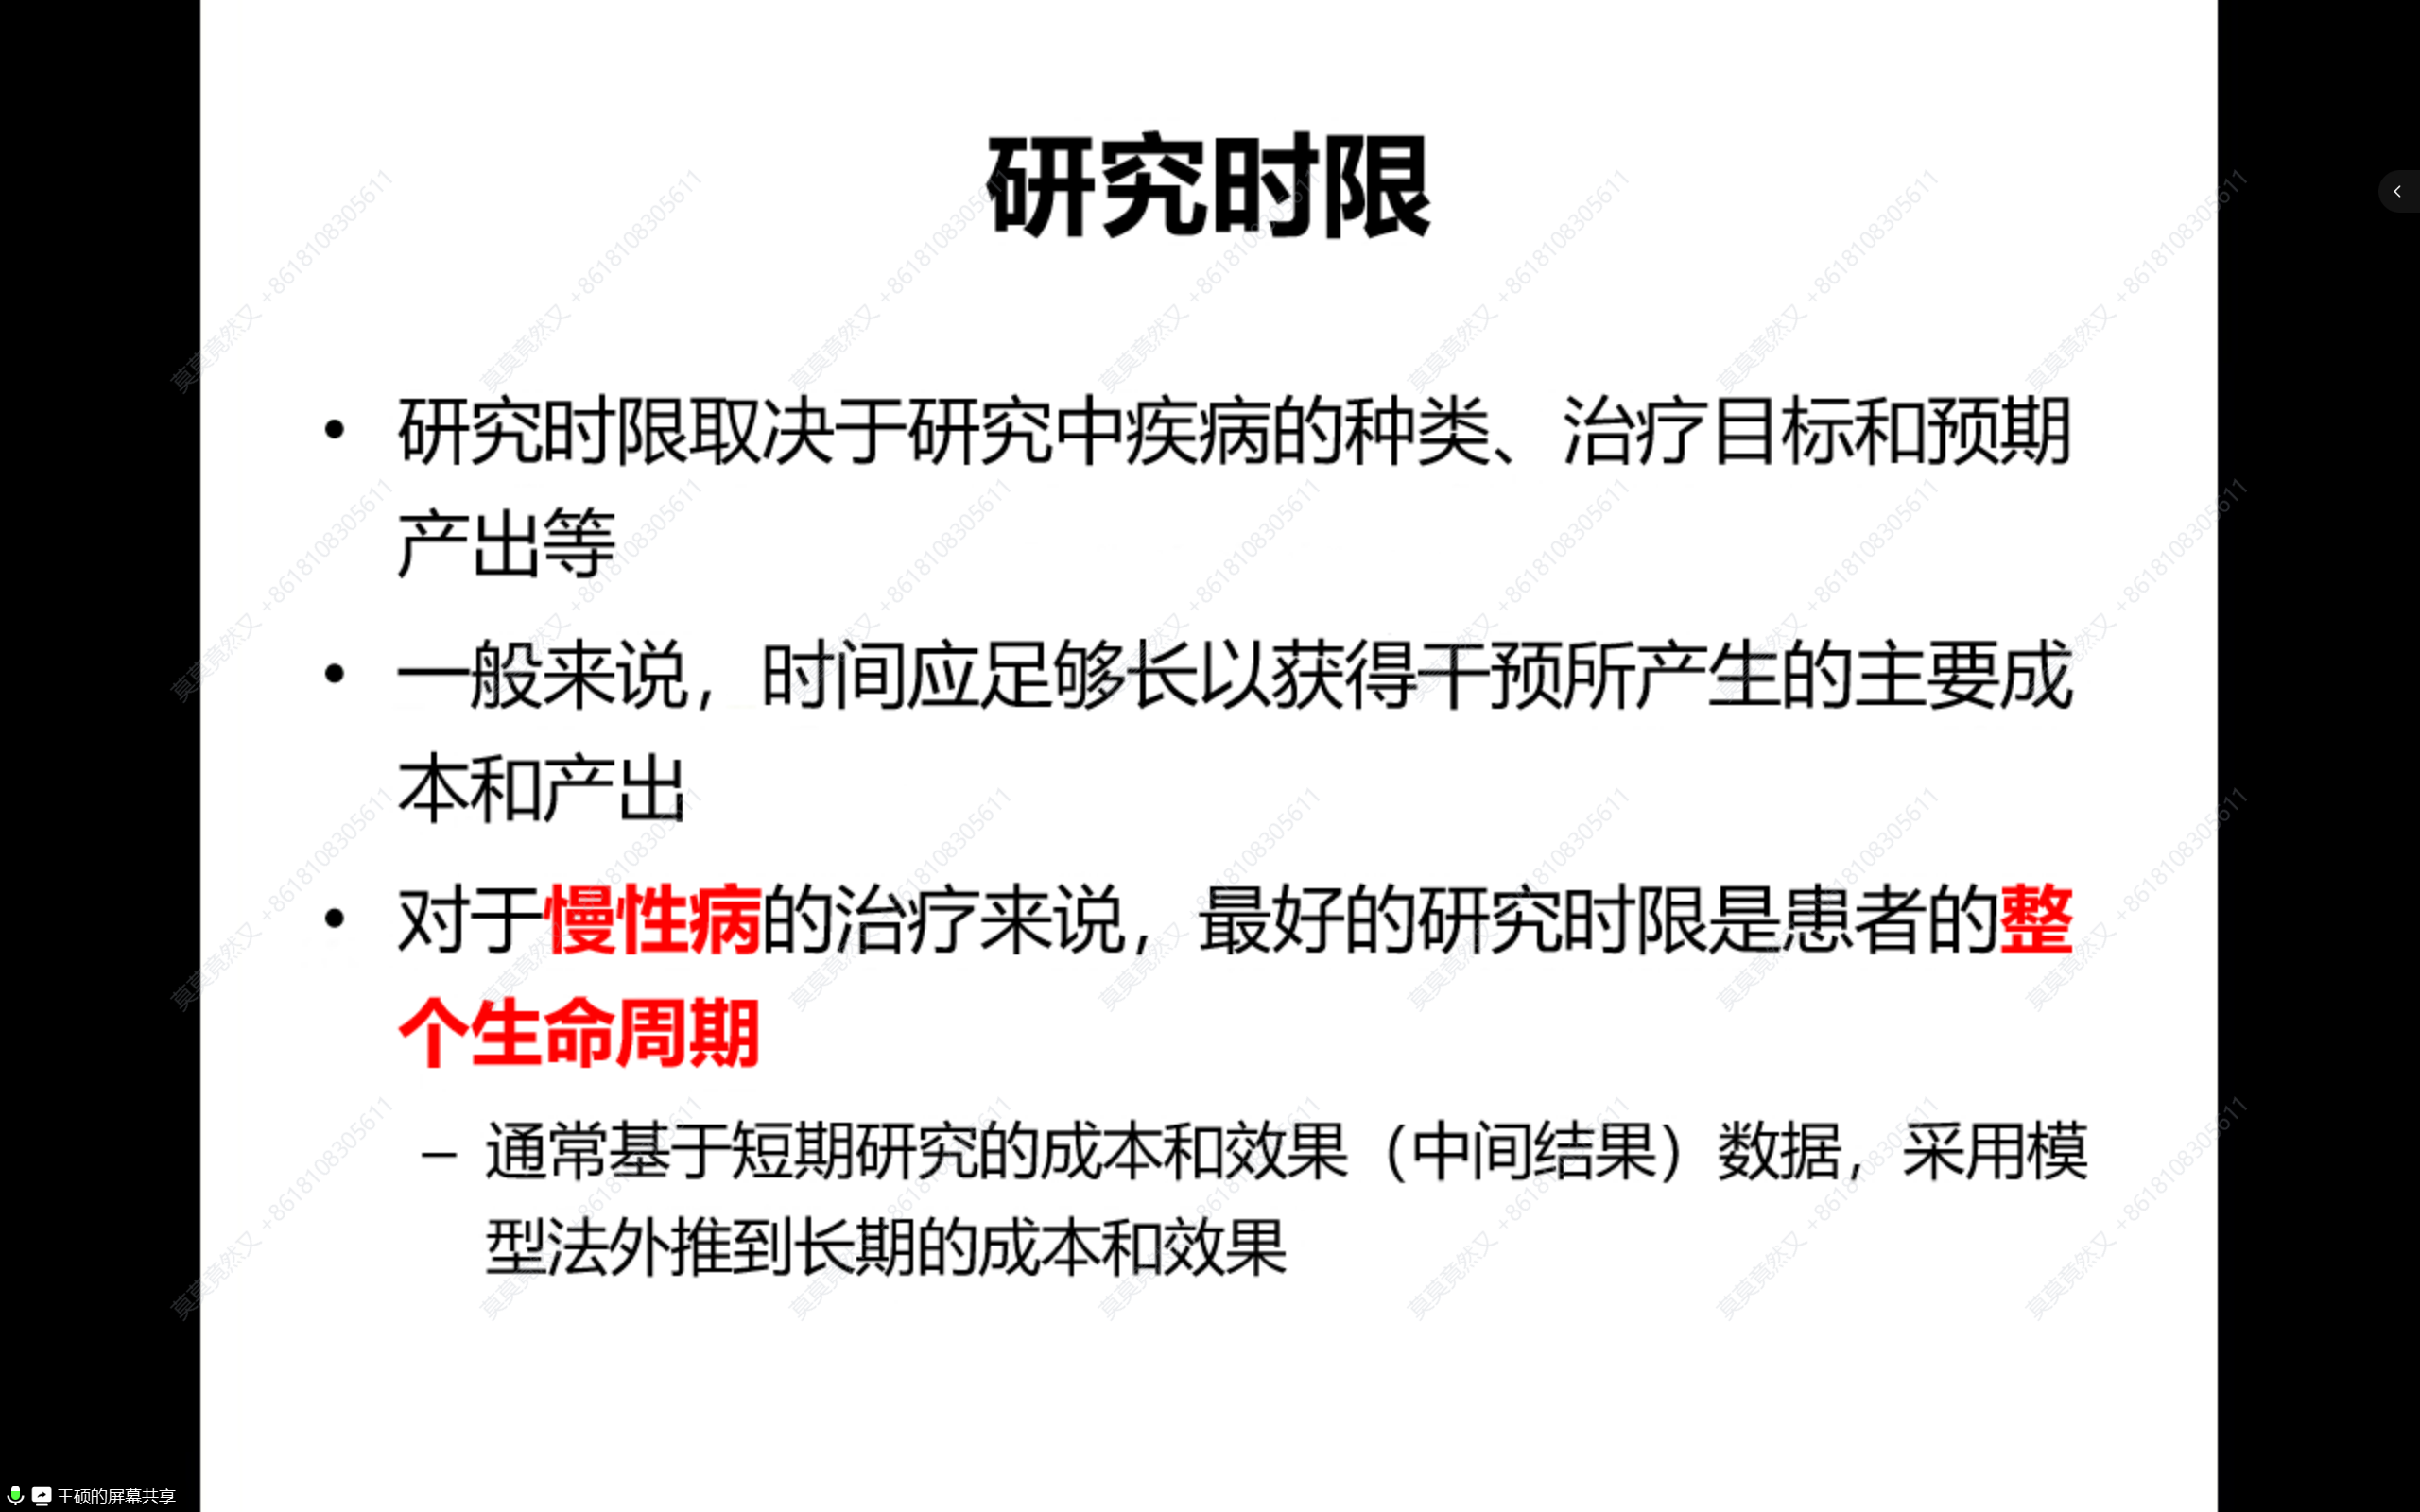 研究时限
• 研究时限取决于研究中疾病的种类、治疗目标和预期
产出等
• 一般来说，时间应足够长以获得干预所产生的主要成
本和产出
• 对于慢性病的治疗来说，最好的研究时限是患者的整
个生命周期
– 通常基于短期研究的成本和效果（中间结果）数据，采用模
型法外推到长期的成本和效果
王硕的屏幕共享
莫莫竟然又 +8618108305611